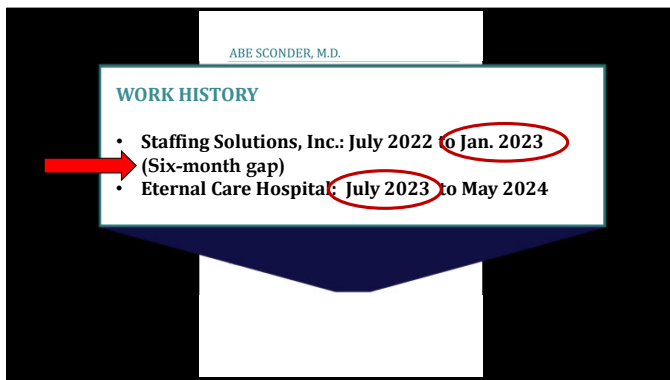 ABE SCONDER, M.D.
WORK HISTORY
• Staffing Solutions, Inc.: July 2022 to Jan. 2023
(Six-month gap)
• Eternal Care Hospital: July 2023 to May 2024